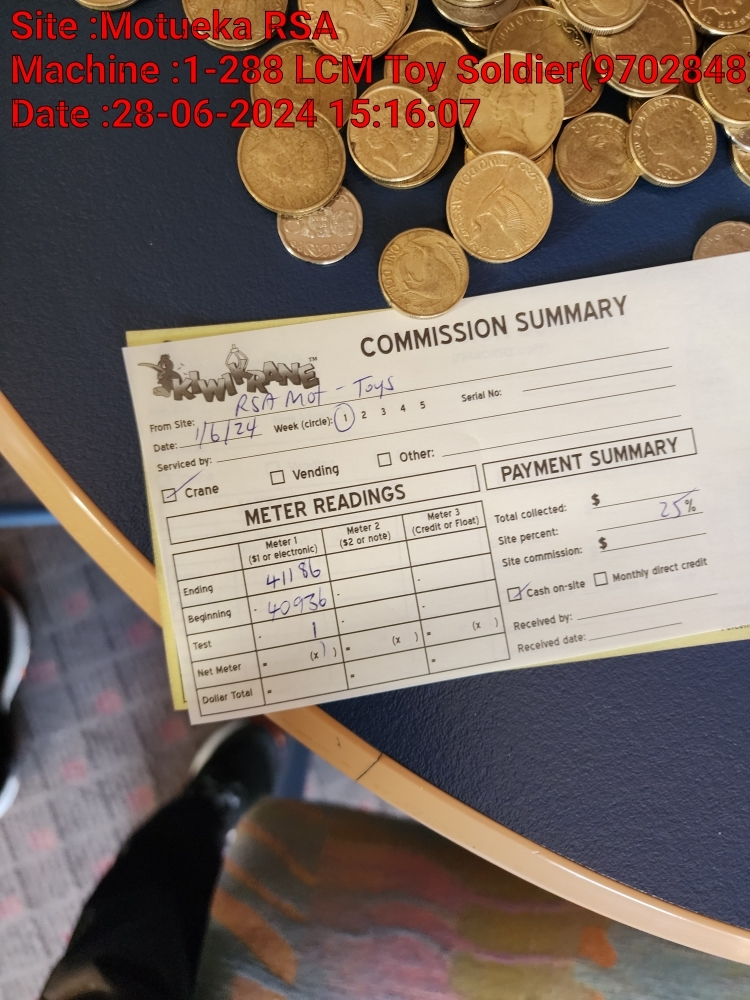 Site :Motueka RSA
Machine :1-288 LCM Toy Soldier(9702848)
Date :28-06-2024 15:16:07
COMMISSION SUMMARY
KIWIKRANE™
From Site: RSA Mot - Toys
Date: 1/6/24 Week (circle): 1 2 3 4 5 Serial No:
Serviced by:
Crane Vending Other:
METER READINGS
PAYMENT SUMMARY
Meter 1 Meter 2 Meter 3
($1 or electronic) ($2 or note) (Credit or Float)
Ending 41186
Beginning - 40936 - -
Test - 1 - -
Net Meter = (x 1 ) = (x ) = (x )
Dollar Total = = =
Total collected: $
Site percent: 25%
Site commission: $
Cash on-site Monthly direct credit
Received by:
Received date: